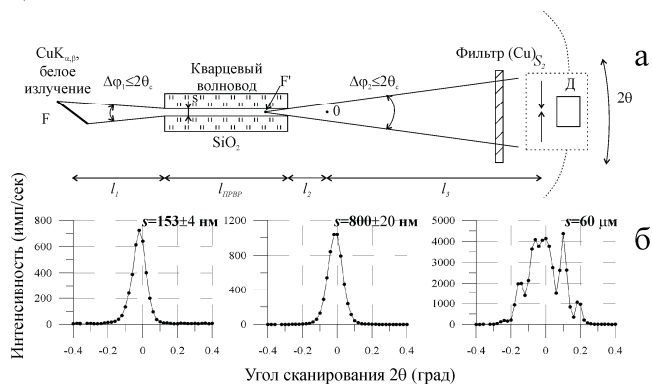 CuKα,β,
белое
излучение
F
Δφ₁≤2θc
Кварцевый
волновод
s
F'
SiO₂
Δφ₂≤2θc
0
Фильтр (Cu)
S₂
Д
2θ
а
l₁
lПРВР
l₂
l₃
б
Интенсивность (имп/сек)
s=153±4 нм
800
600
400
200
0
-0.4 -0.2 0 0.2 0.4
s=800±20 нм
1200
800
400
0
-0.4 -0.2 0 0.2 0.4
s=60 μм
5000
4000
3000
2000
1000
0
-0.4 -0.2 0 0.2 0.4
Угол сканирования 2θ (град)